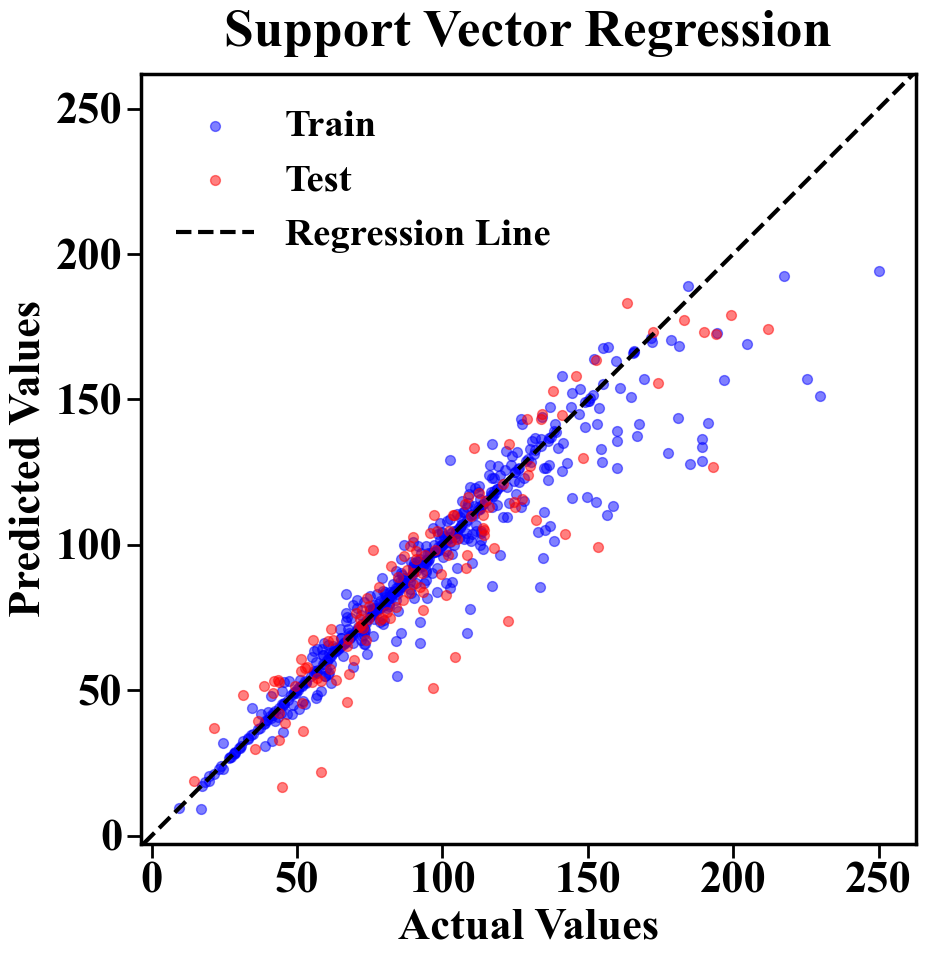 Support Vector Regression
250
200
150
100
50
0
Predicted Values
Train
Test
Regression Line
0 50 100 150 200 250
Actual Values